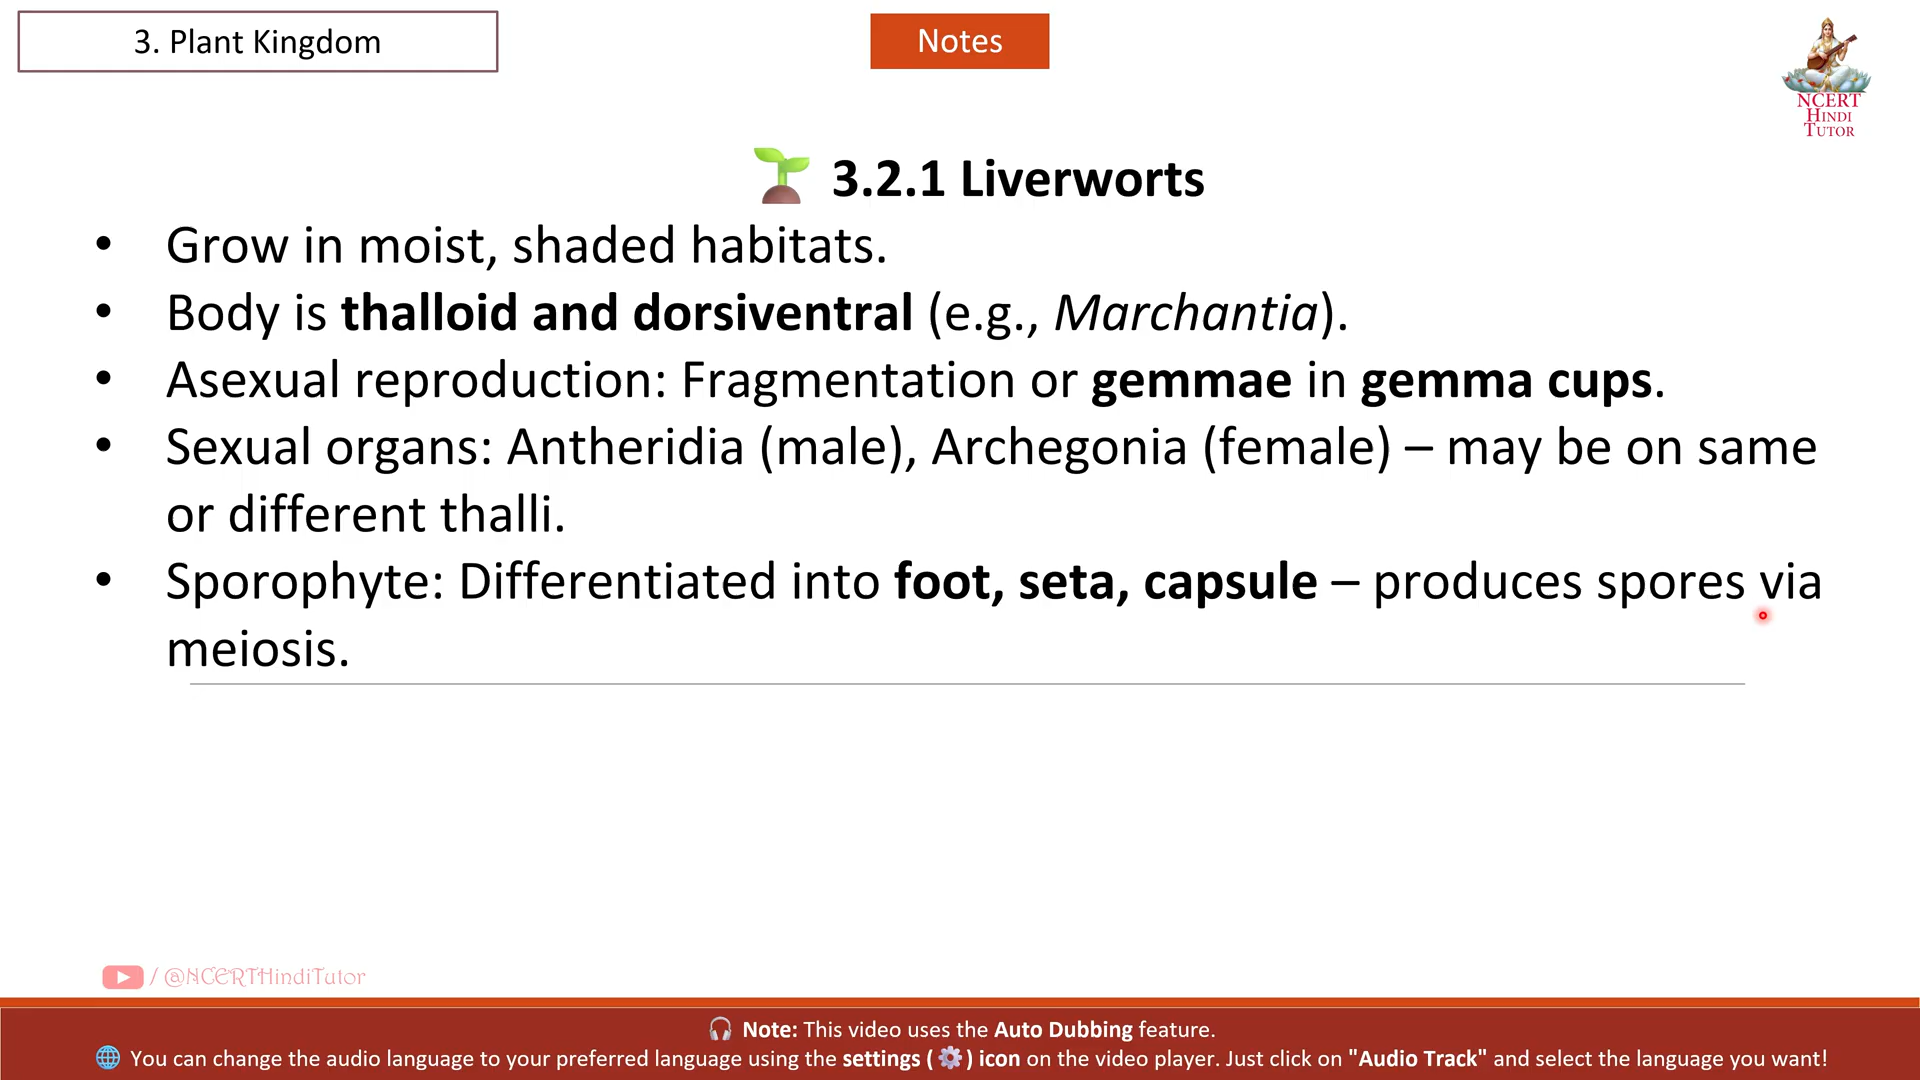 3. Plant Kingdom
Notes
NCERT
HINDI
TUTOR
3.2.1 Liverworts
• Grow in moist, shaded habitats.
• Body is thalloid and dorsiventral (e.g., Marchantia).
• Asexual reproduction: Fragmentation or gemmae in gemma cups.
• Sexual organs: Antheridia (male), Archegonia (female) – may be on same
or different thalli.
• Sporophyte: Differentiated into foot, seta, capsule – produces spores via
meiosis.
/ @NCERTHindiTutor
Note: This video uses the Auto Dubbing feature.
You can change the audio language to your preferred language using the settings ( ) icon on the video player. Just click on "Audio Track" and select the language you want!